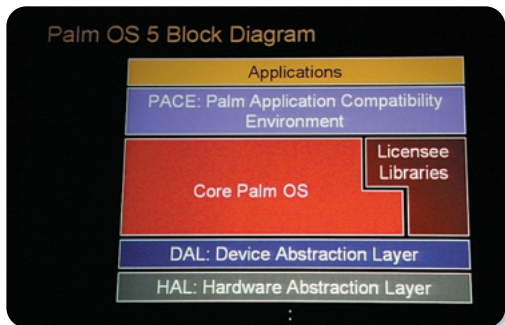 Palm OS 5 Block Diagram
Applications
PACE: Palm Application Compatibility
Environment
Licensee
Libraries
Core Palm OS
DAL: Device Abstraction Layer
HAL: Hardware Abstraction Layer